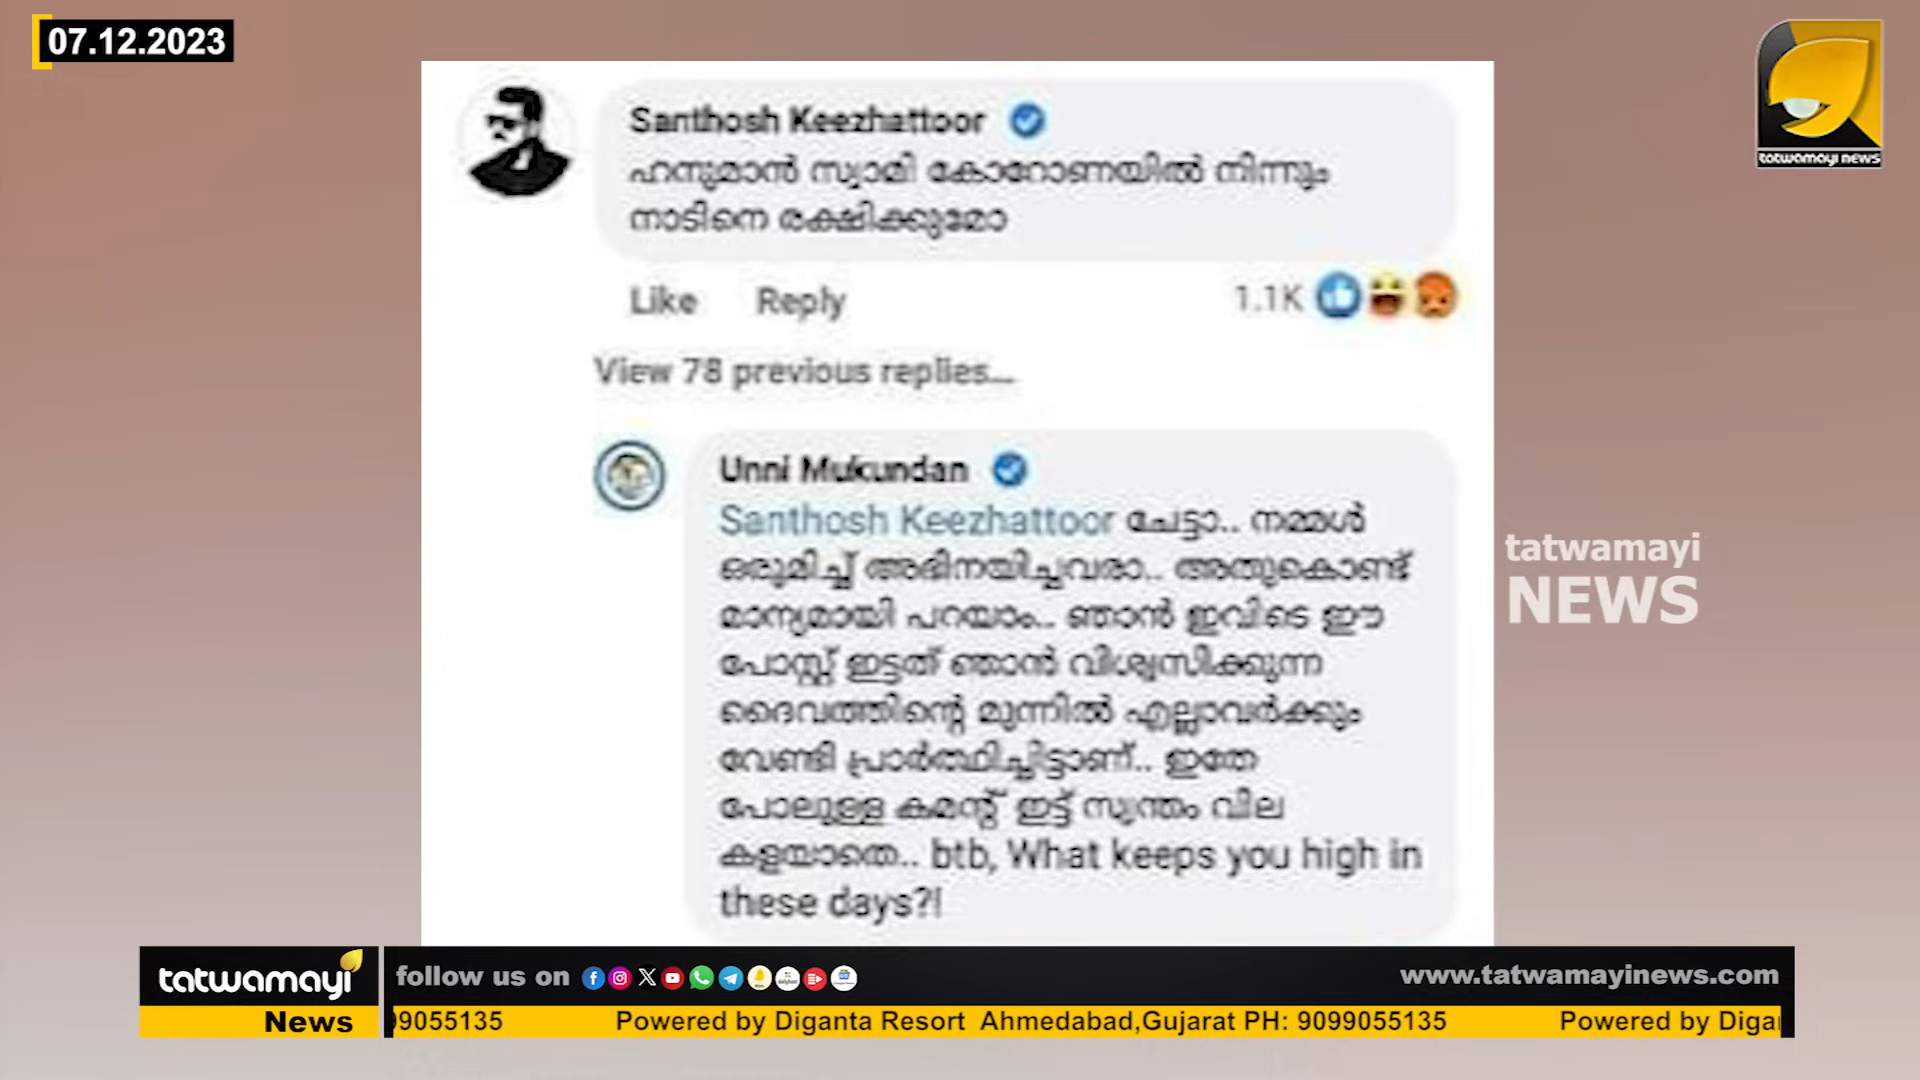 07.12.2023
tatwamayi news
Santhosh Keezhattoor
ഹനുമാൻ സ്വാമി കോറോണയിൽ നിന്നും
നാടിനെ രക്ഷിക്കുമോ
Like Reply 1.1K
View 78 previous replies...
Unni Mukundan
Santhosh Keezhattoor ചേട്ടാ.. നമ്മൾ
ഒരുമിച്ച് അഭിനയിച്ചവരാ.. അതുകൊണ്ട്
മാന്യമായി പറയാം.. ഞാൻ ഇവിടെ ഈ
പോസ്റ്റ് ഇട്ടത് ഞാൻ വിശ്വസിക്കുന്ന
ദൈവത്തിന്റെ മുന്നിൽ എല്ലാവർക്കും
വേണ്ടി പ്രാർത്ഥിച്ചിട്ടാണ്.. ഇതേ
പോലുള്ള കമന്റ് ഇട്ട് സ്വന്തം വില
കളയാതെ.. btb, What keeps you high in
these days?!
tatwamayi
NEWS
tatwamayi
News
follow us on
www.tatwamayinews.com
99055135 Powered by Diganta Resort Ahmedabad,Gujarat PH: 9099055135 Powered by Diga